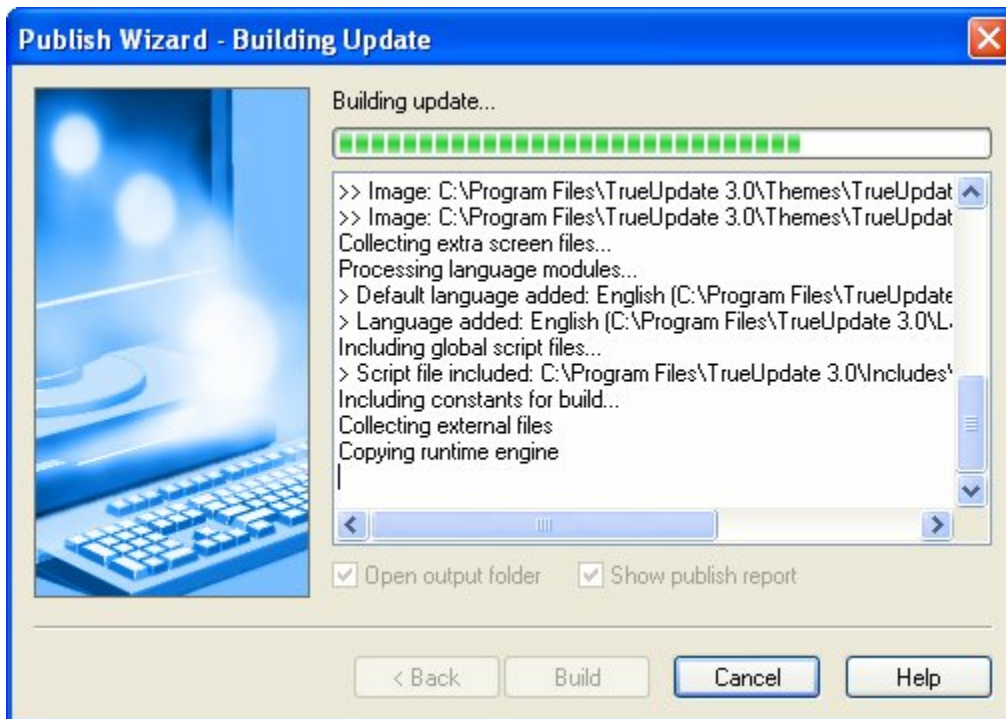 Publish Wizard - Building Update
Building update...
>> Image: C:\Program Files\TrueUpdate 3.0\Themes\TrueUpdat
>> Image: C:\Program Files\TrueUpdate 3.0\Themes\TrueUpdat
Collecting extra screen files...
Processing language modules...
> Default language added: English (C:\Program Files\TrueUpdate
> Language added: English (C:\Program Files\TrueUpdate 3.0\L
Including global script files...
> Script file included: C:\Program Files\TrueUpdate 3.0\Includes\
Including constants for build...
Collecting external files
Copying runtime engine
Open output folder Show publish report
< Back Build Cancel Help